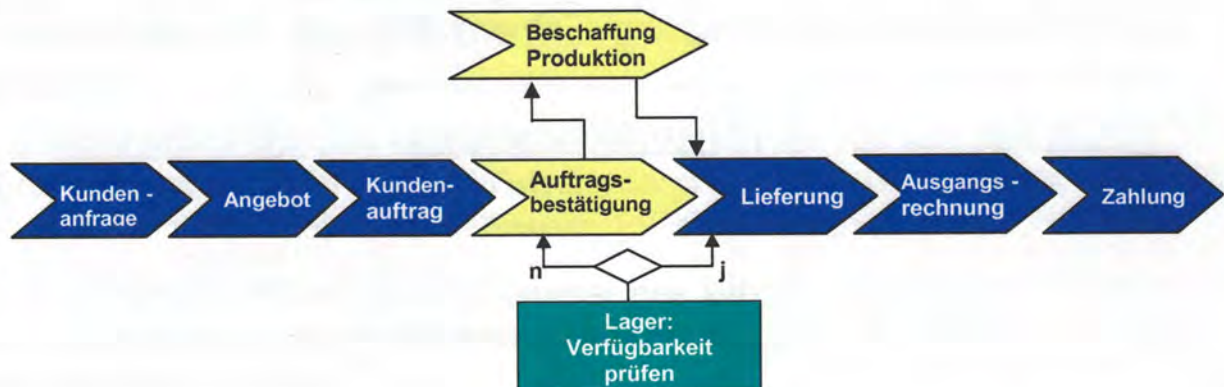 Beschaffung
Produktion
Kunden -
anfrage
Angebot
Kunden-
auftrag
Auftrags-
bestätigung
Lieferung
Ausgangs -
rechnung
Zahlung
n
j
Lager:
Verfügbarkeit
prüfen